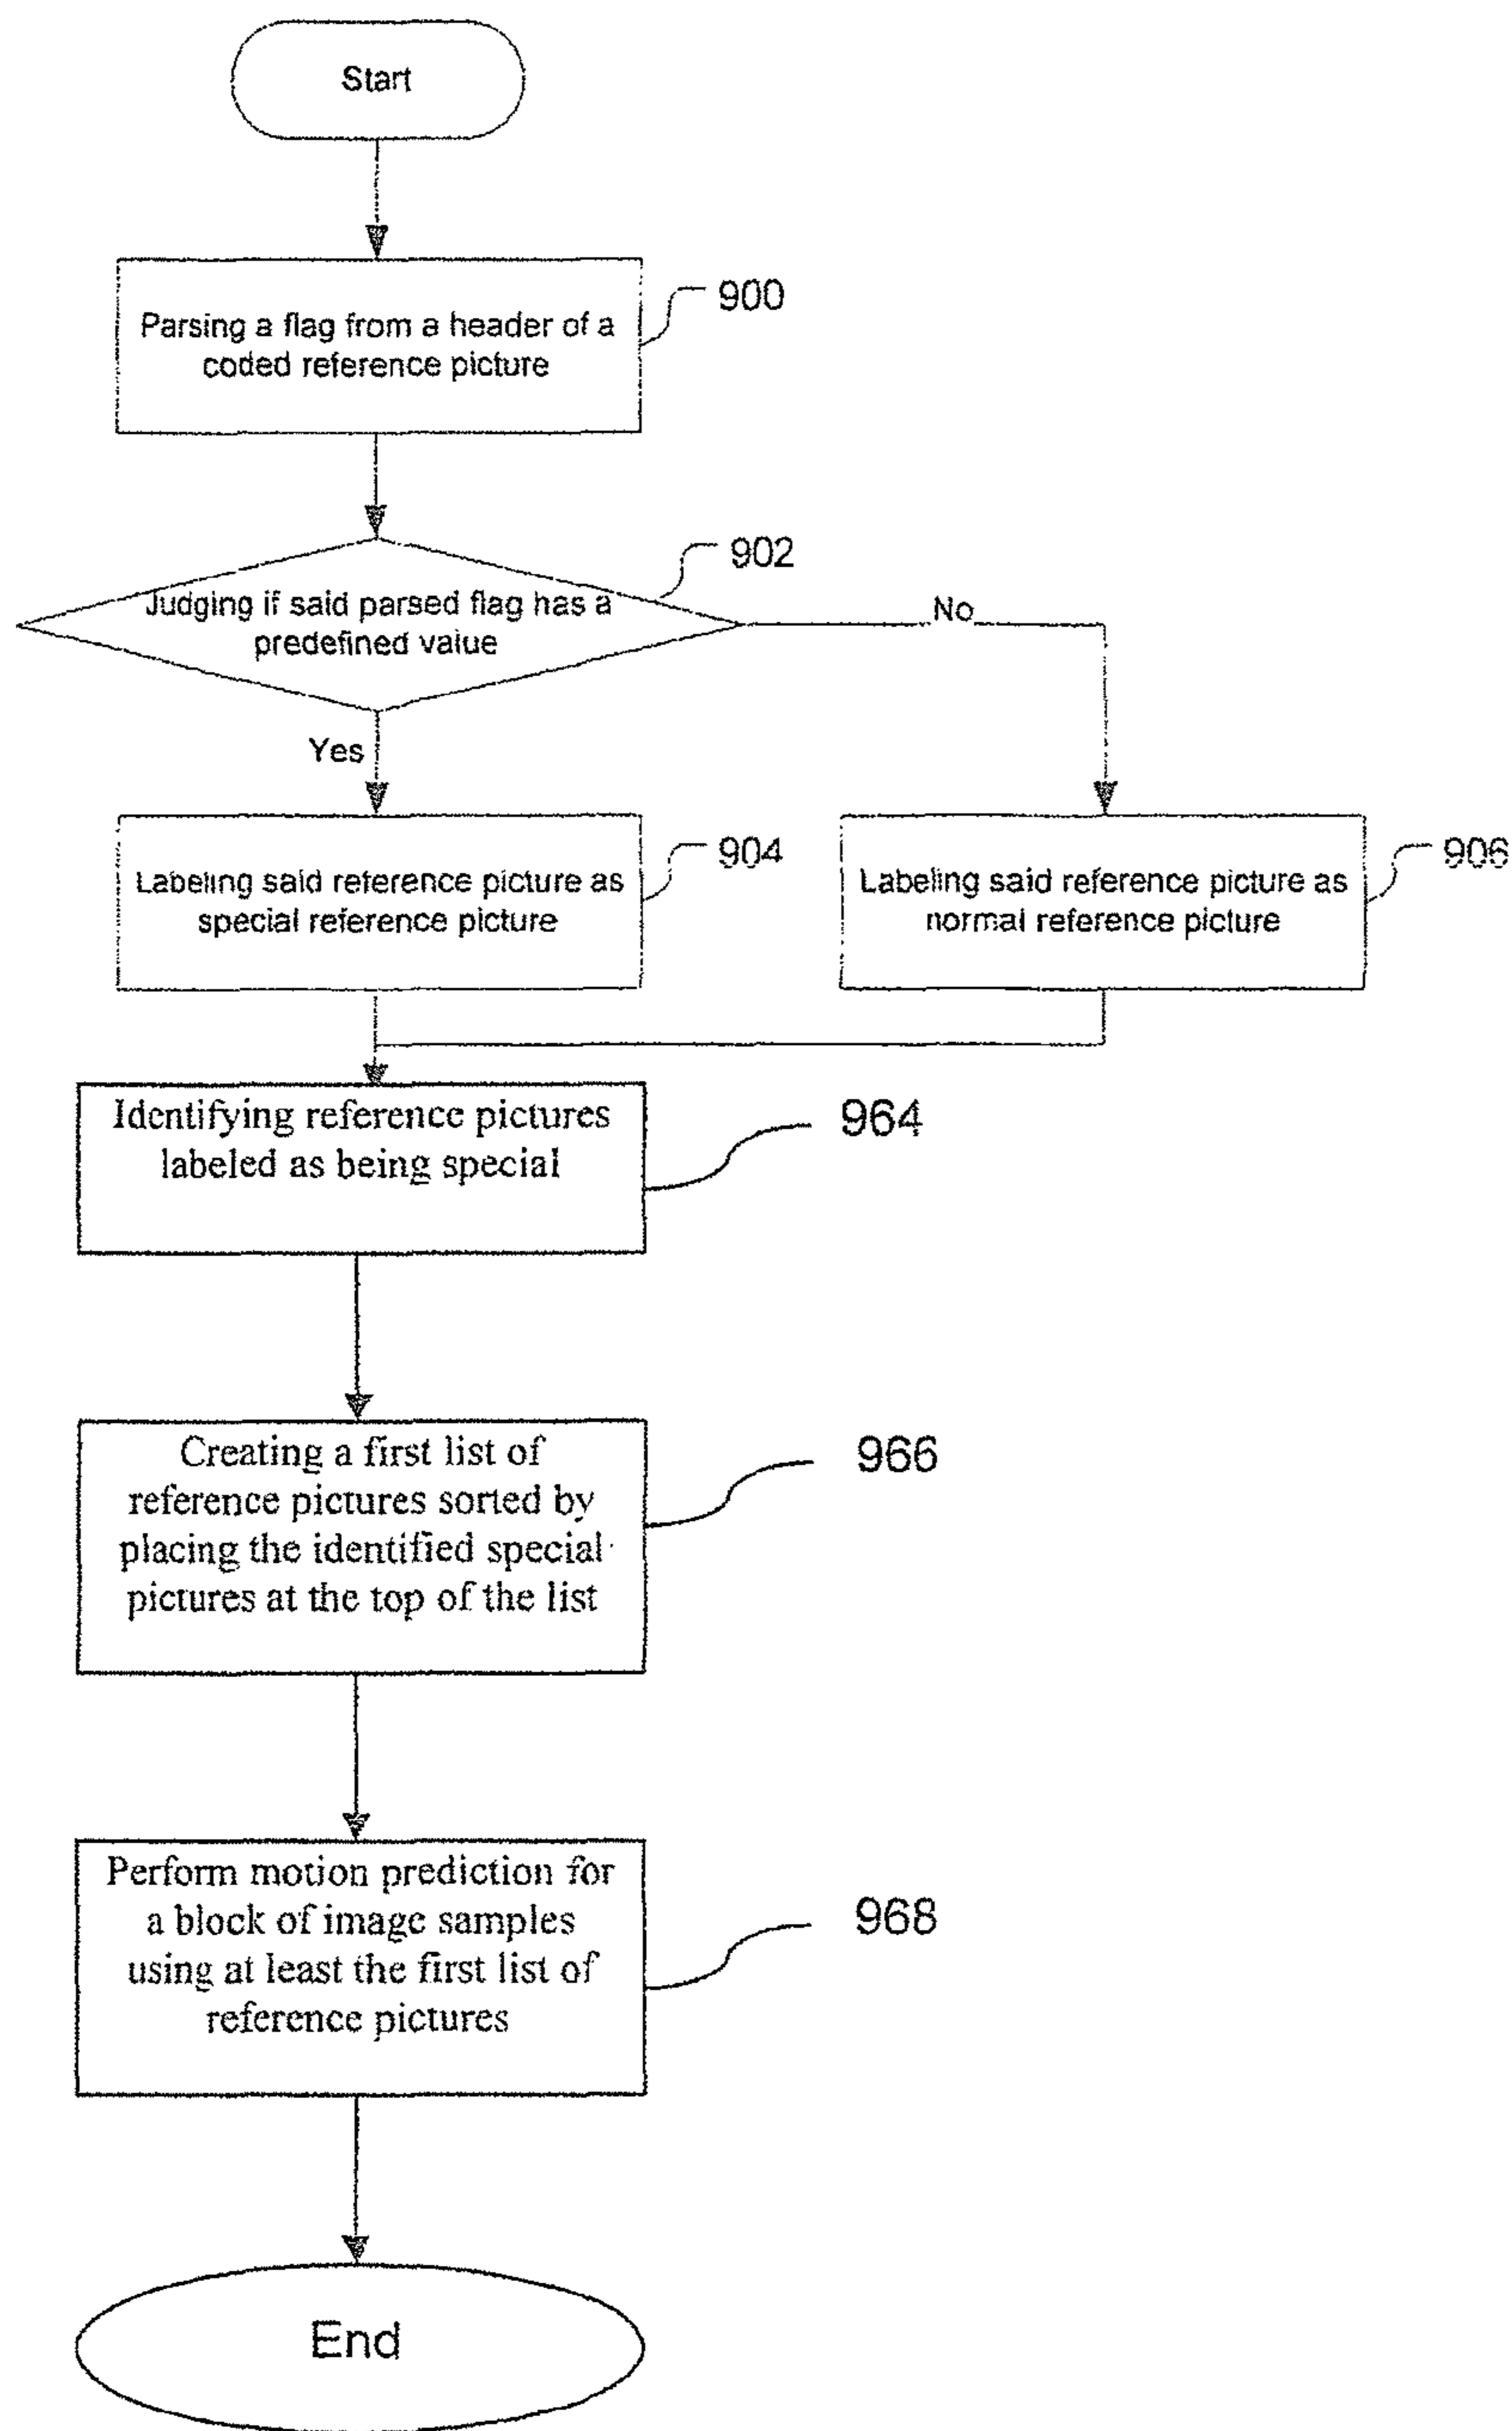 Start
Parsing a flag from a header of a
coded reference picture
900
Judging if said parsed flag has a
predefined value
902
No
Yes
Labeling said reference picture as
special reference picture
904
Labeling said reference picture as
normal reference picture
906
Identifying reference pictures
labeled as being special
964
Creating a first list of
reference pictures sorted by
placing the identified special
pictures at the top of the list
966
Perform motion prediction for
a block of image samples
using at least the first list of
reference pictures
968
End